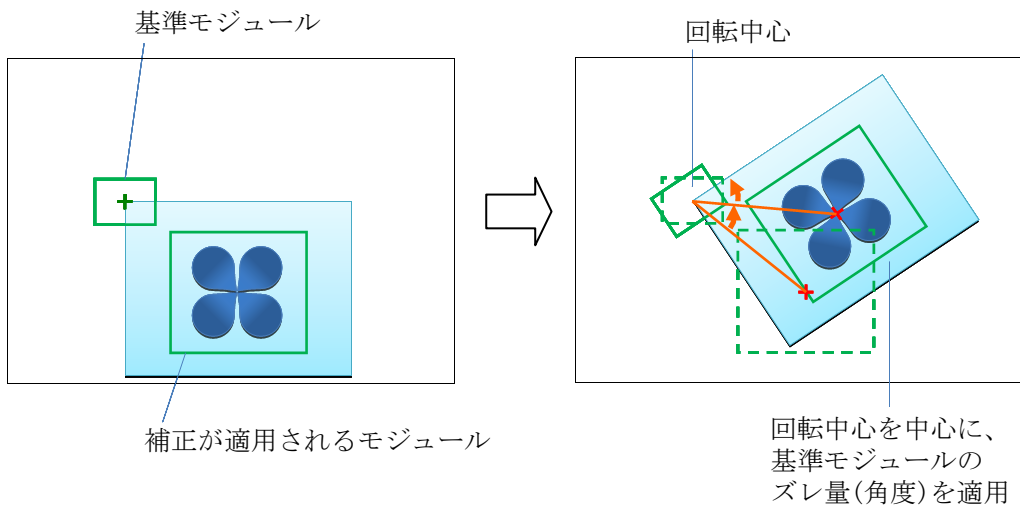 基準モジュール
回転中心
補正が適用されるモジュール
回転中心を中心に、
基準モジュールの
ズレ量(角度)を適用